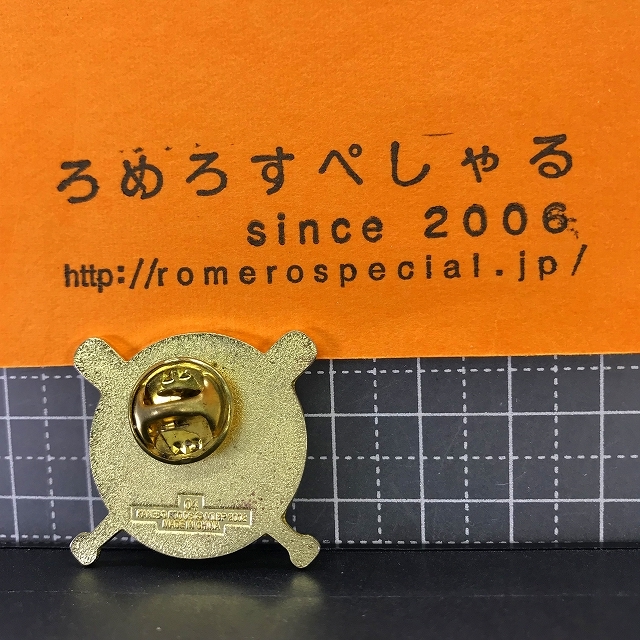 ろめろすぺしゃる
since 2006
http://romerospecial.jp/
MADE IN CHINA